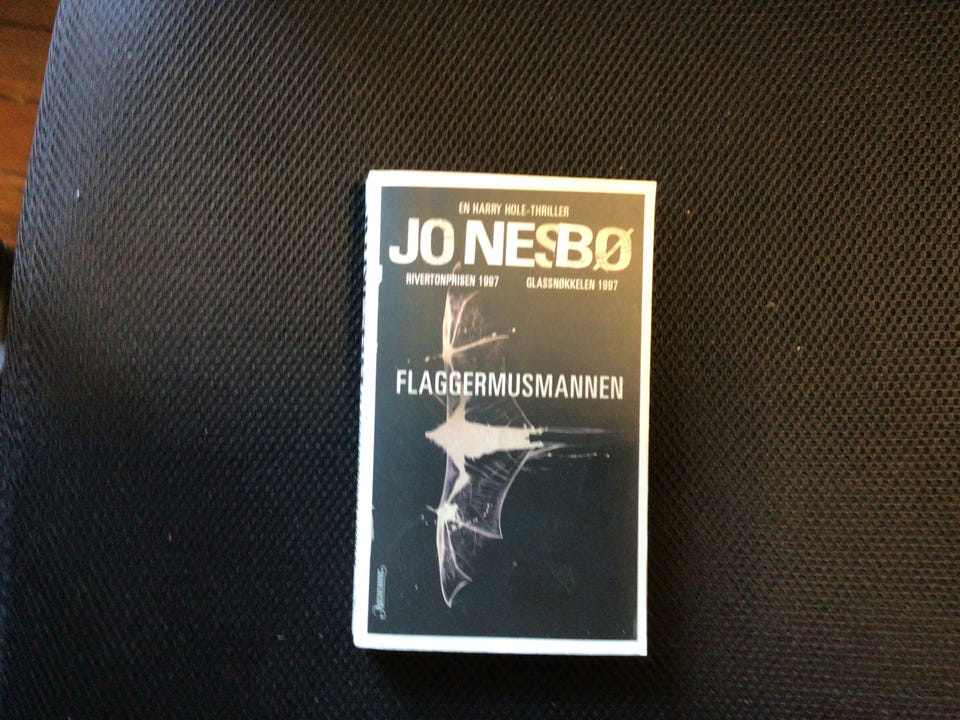 EN HARRY HOLE-THRILLER
JO NESBØ
RIVERTONPRISEN 1997 GLASSNØKKELEN 1997
FLAGGERMUSMANNEN